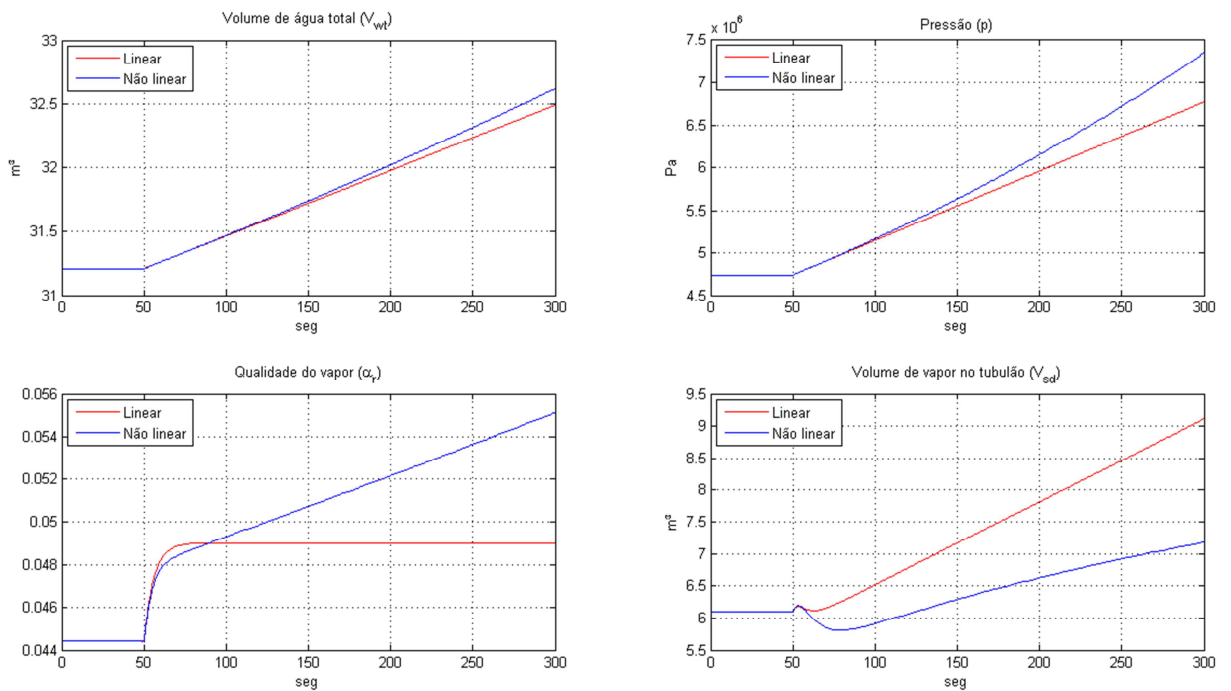 Volume de água total (V_wt)
33
32.5
32
31.5
31
m³
Linear
Não linear
0 50 100 150 200 250 300
seg
Pressão (p)
x 10⁶
7.5
7
6.5
6
5.5
5
4.5
Pa
Linear
Não linear
0 50 100 150 200 250 300
seg
Qualidade do vapor (α_r)
0.056
0.054
0.052
0.05
0.048
0.046
0.044
Linear
Não linear
0 50 100 150 200 250 300
seg
Volume de vapor no tubulão (V_sd)
9.5
9
8.5
8
7.5
7
6.5
6
5.5
m³
Linear
Não linear
0 50 100 150 200 250 300
seg